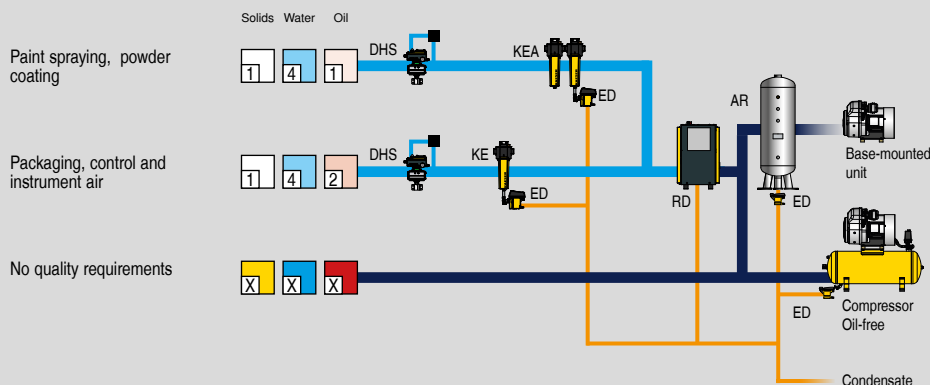 Solids Water Oil
Paint spraying, powder
coating
1 4 1
DHS
KEA
ED
AR
Base-mounted
unit
Packaging, control and
instrument air
1 4 2
DHS
KE
ED
RD
ED
No quality requirements
X X X
ED
Compressor
Oil-free
Condensate